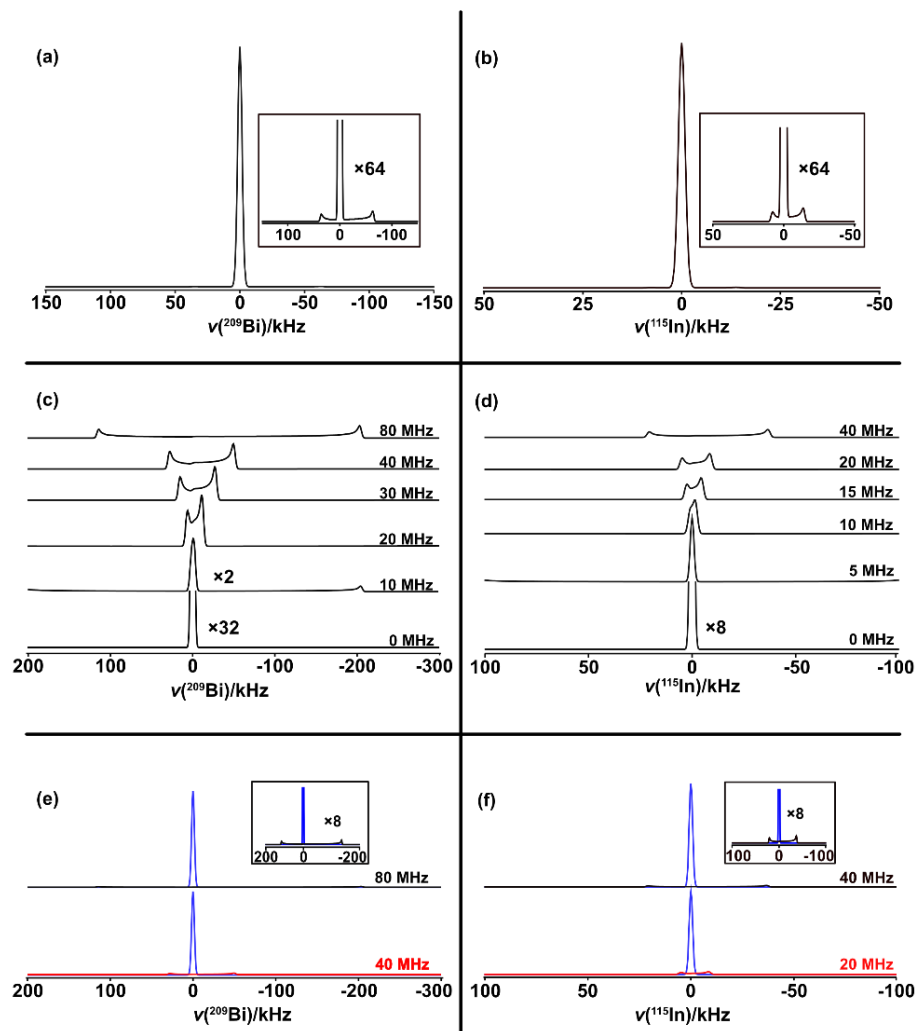 (a)
×64
100 0 -100
150 100 50 0 -50 -100 -150
ν(²⁰⁹Bi)/kHz
(b)
×64
50 0 -50
50 25 0 -25 -50
ν(¹¹⁵In)/kHz
(c)
80 MHz
40 MHz
30 MHz
20 MHz
×2
10 MHz
×32
0 MHz
200 100 0 -100 -200 -300
ν(²⁰⁹Bi)/kHz
(d)
40 MHz
20 MHz
15 MHz
10 MHz
5 MHz
×8
0 MHz
100 50 0 -50 -100
ν(¹¹⁵In)/kHz
(e)
×8
200 0 -200
80 MHz
40 MHz
200 100 0 -100 -200 -300
ν(²⁰⁹Bi)/kHz
(f)
×8
100 0 -100
40 MHz
20 MHz
100 50 0 -50 -100
ν(¹¹⁵In)/kHz